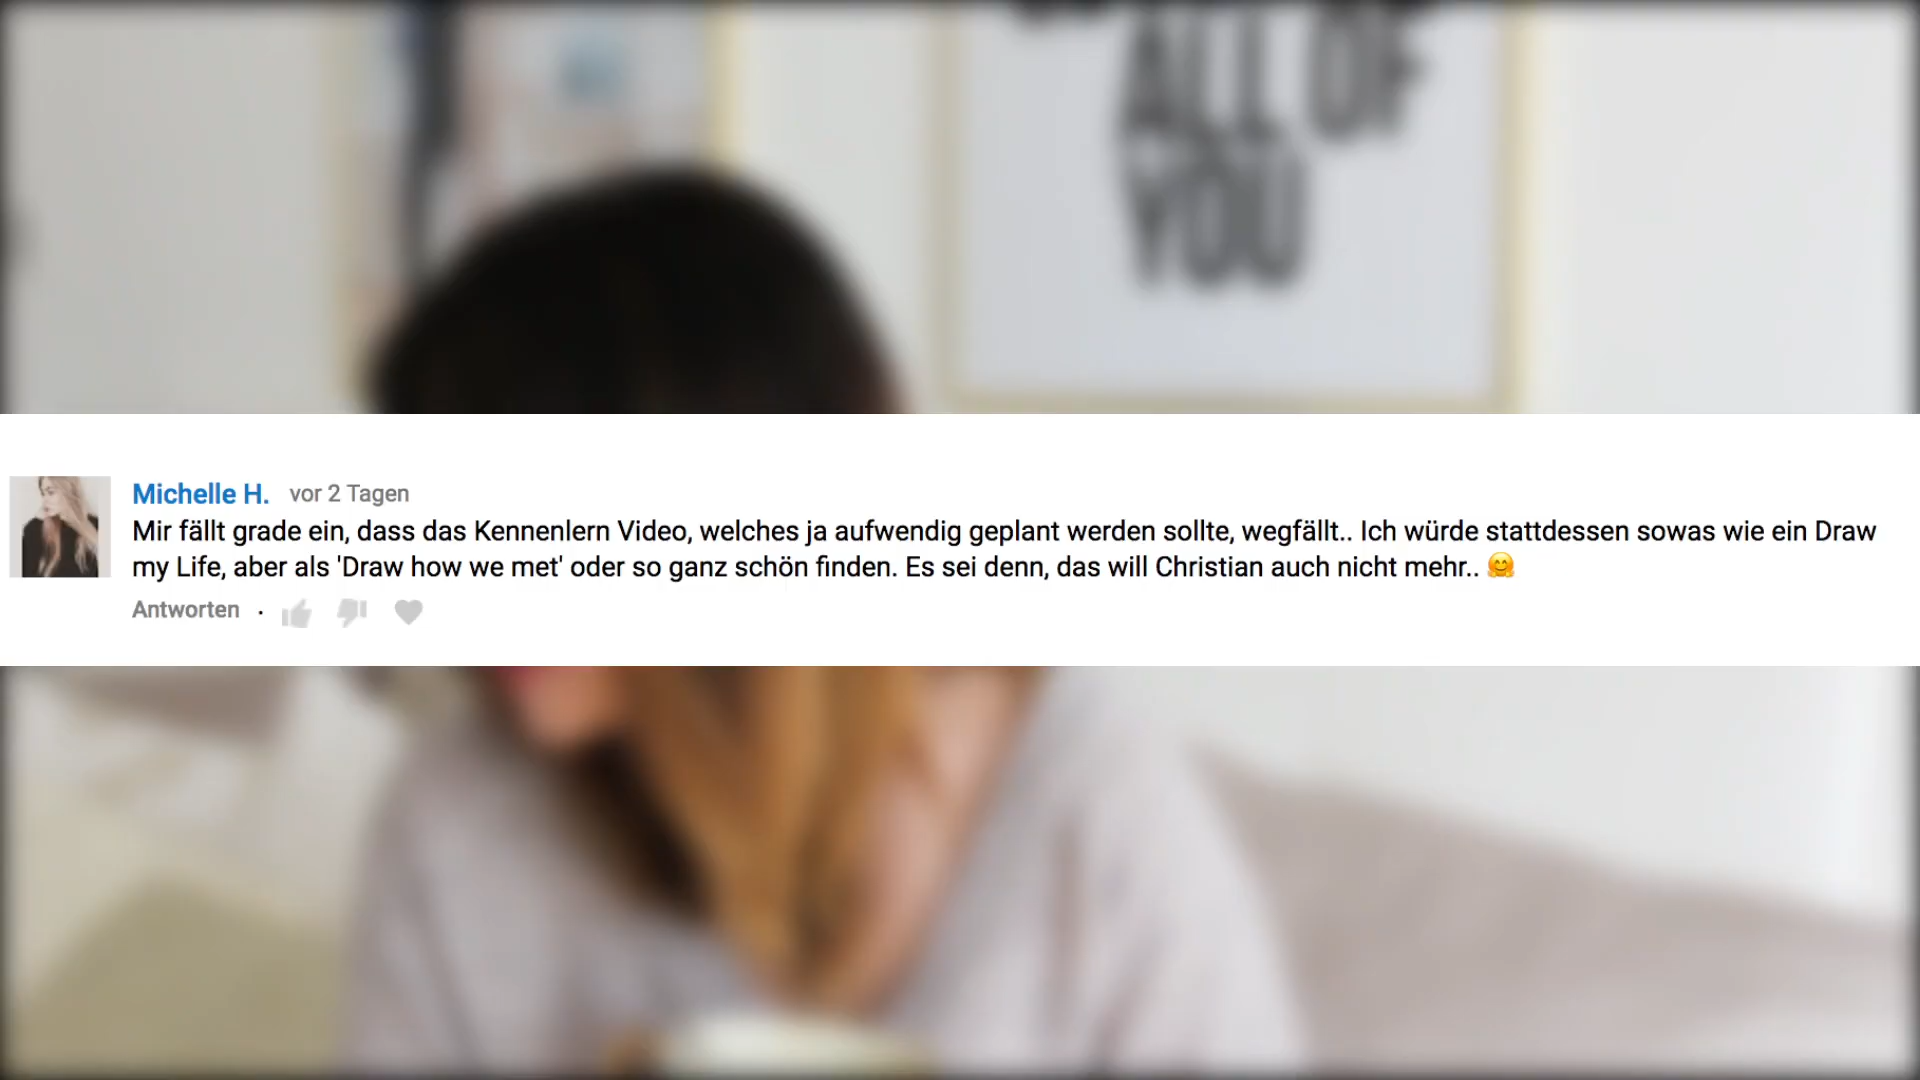 ALL OF
YOU
Michelle H. vor 2 Tagen
Mir fällt grade ein, dass das Kennenlern Video, welches ja aufwendig geplant werden sollte, wegfällt.. Ich würde stattdessen sowas wie ein Draw
my Life, aber als 'Draw how we met' oder so ganz schön finden. Es sei denn, das will Christian auch nicht mehr.. 🤗
Antworten ·